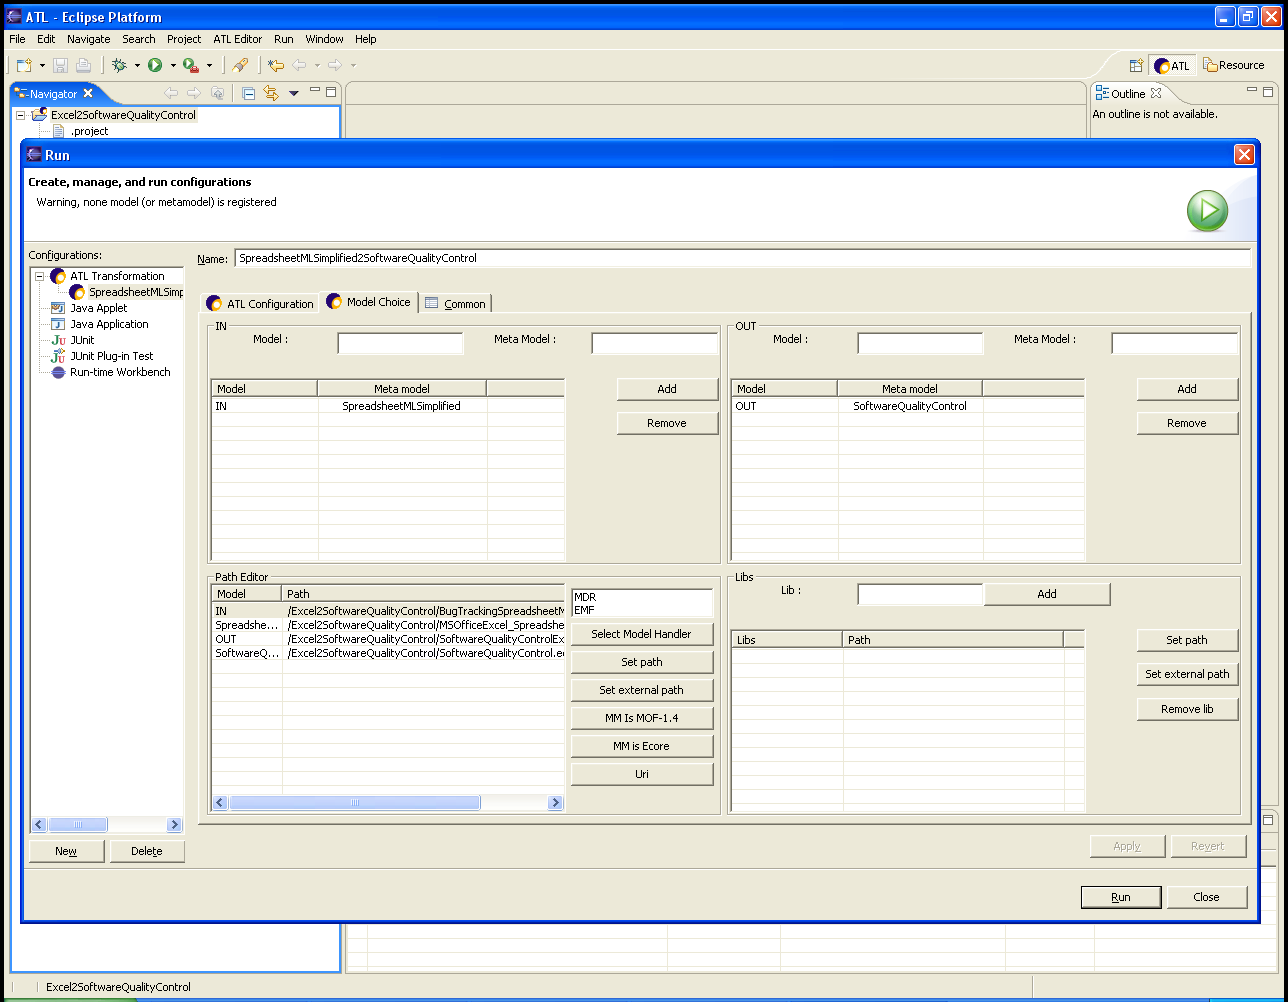 ATL - Eclipse Platform
File Edit Navigate Search Project ATL Editor Run Window Help
ATL Resource
Navigator
Outline
Excel2SoftwareQualityControl
An outline is not available.
.project
Run
Create, manage, and run configurations
Warning, none model (or metamodel) is registered
Configurations:
ATL Transformation
SpreadsheetMLSimp
Java Applet
Java Application
JUnit
JUnit Plug-in Test
Run-time Workbench
New Delete
Name: SpreadsheetMLSimplified2SoftwareQualityControl
ATL Configuration Model Choice Common
IN
Model : Meta Model :
Model Meta model Add
IN SpreadsheetMLSimplified
Remove
OUT
Model : Meta Model :
Model Meta model Add
OUT SoftwareQualityControl
Remove
Path Editor
Model Path
IN /Excel2SoftwareQualityControl/BugTrackingSpreadsheetM
Spreadshe... /Excel2SoftwareQualityControl/MSOfficeExcel_Spreadshe
OUT /Excel2SoftwareQualityControl/SoftwareQualityControlEx
SoftwareQ... /Excel2SoftwareQualityControl/SoftwareQualityControl.ec
MDR
EMF
Select Model Handler
Set path
Set external path
MM Is MOF-1.4
MM is Ecore
Uri
Libs
Lib : Add
Libs Path
Set path
Set external path
Remove lib
Apply Revert
Run Close
Excel2SoftwareQualityControl